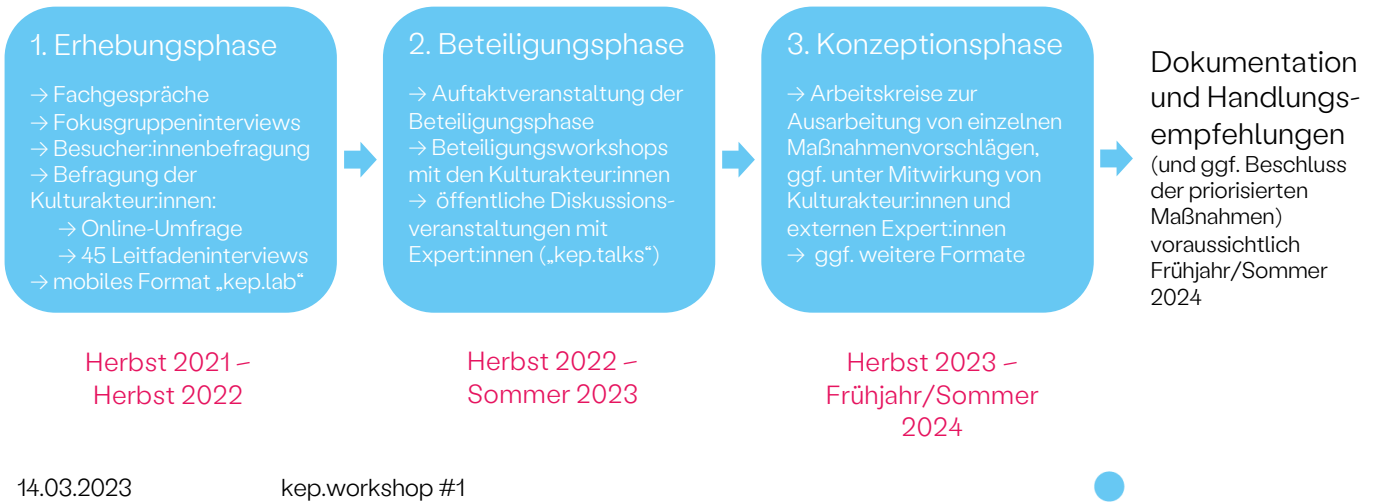 1. Erhebungsphase
→ Fachgespräche
→ Fokusgruppeninterviews
→ Besucher:innenbefragung
→ Befragung der
Kulturakteur:innen:
→ Online-Umfrage
→ 45 Leitfadeninterviews
→ mobiles Format „kep.lab“
2. Beteiligungsphase
→ Auftaktveranstaltung der
Beteiligungsphase
→ Beteiligungsworkshops
mit den Kulturakteur:innen
→ öffentliche Diskussions-
veranstaltungen mit
Expert:innen („kep.talks“)
3. Konzeptionsphase
→ Arbeitskreise zur
Ausarbeitung von einzelnen
Maßnahmenvorschlägen,
ggf. unter Mitwirkung von
Kulturakteur:innen und
externen Expert:innen
→ ggf. weitere Formate
Dokumentation
und Handlungs-
empfehlungen
(und ggf. Beschluss
der priorisierten
Maßnahmen)
voraussichtlich
Frühjahr/Sommer
2024
Herbst 2021 –
Herbst 2022
Herbst 2022 –
Sommer 2023
Herbst 2023 –
Frühjahr/Sommer
2024
14.03.2023
kep.workshop #1